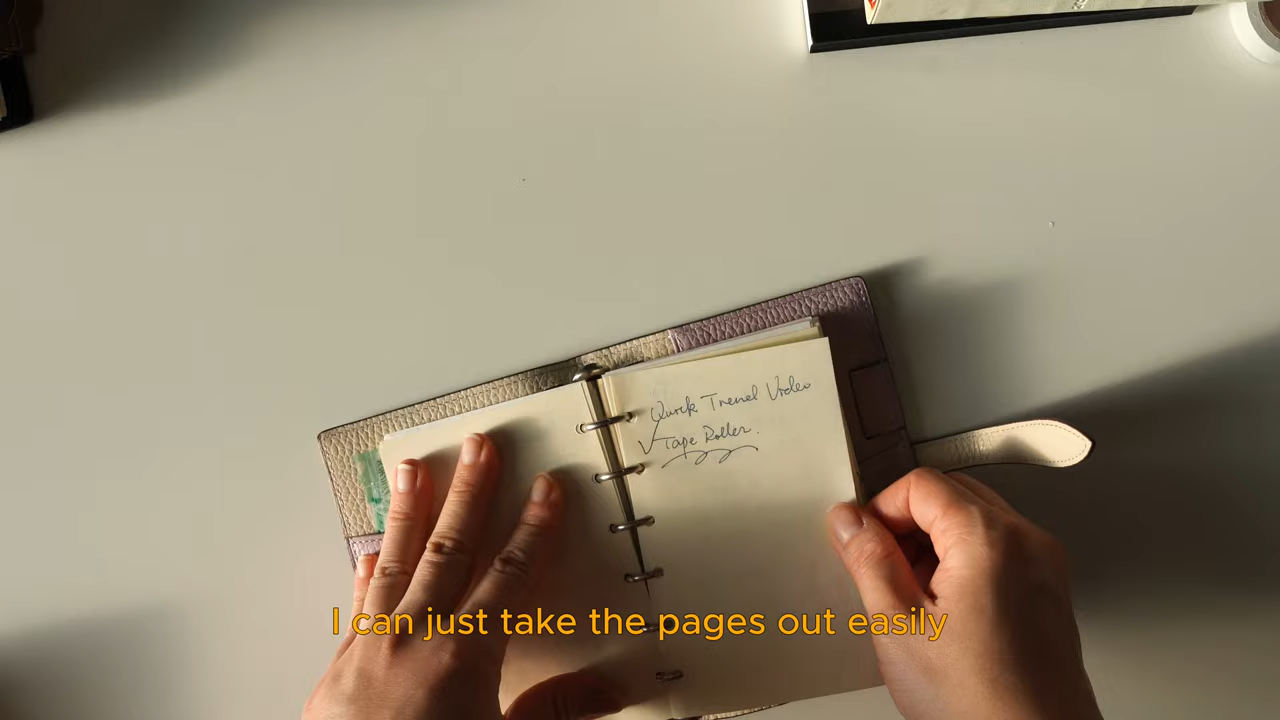 Quick Travel Video
✓ Tape Roller.
I can just take the pages out easily